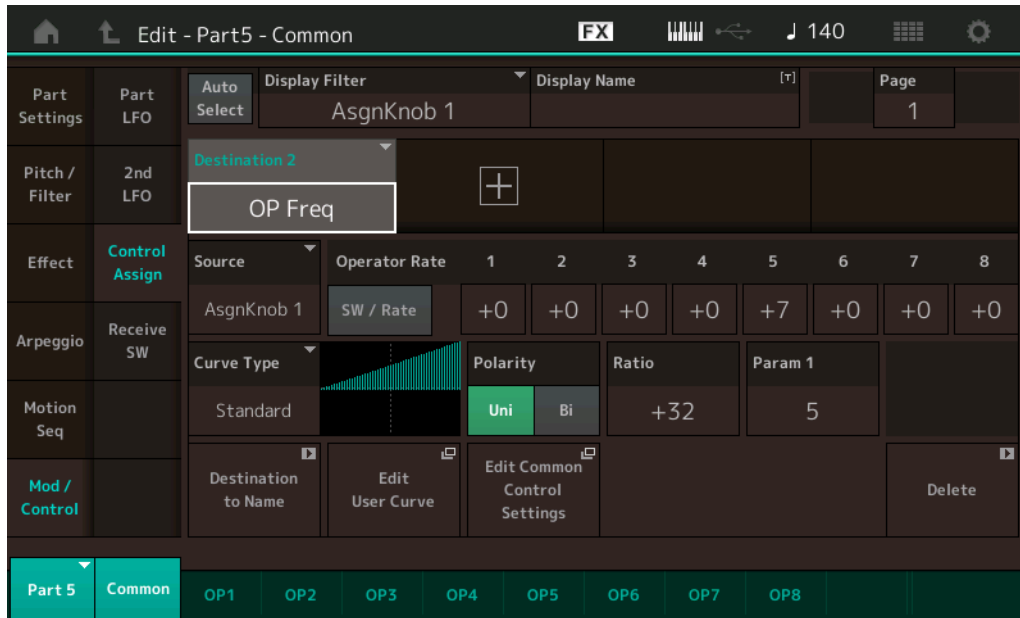 Edit - Part5 - Common
FX
♩ 140
Part
Settings
Pitch /
Filter
Effect
Arpeggio
Motion
Seq
Mod /
Control
Part
LFO
2nd
LFO
Control
Assign
Receive
SW
Auto
Select
Display Filter
AsgnKnob 1
Display Name
[T]
Page
1
Destination 2
OP Freq
+
Source
AsgnKnob 1
Operator Rate 1 2 3 4 5 6 7 8
SW / Rate +0 +0 +0 +0 +7 +0 +0 +0
Curve Type
Standard
Polarity
Uni Bi
Ratio
+32
Param 1
5
Destination
to Name
Edit
User Curve
Edit Common
Control
Settings
Delete
Part 5 Common OP1 OP2 OP3 OP4 OP5 OP6 OP7 OP8